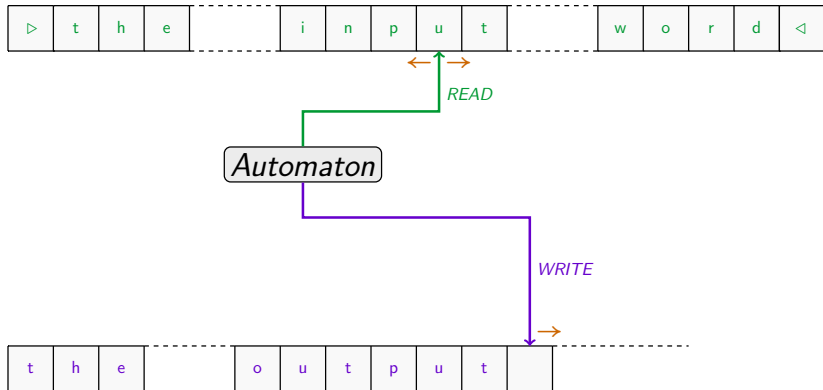 ▷ t h e i n p u t w o r d ◁
READ
Automaton
WRITE
t h e o u t p u t